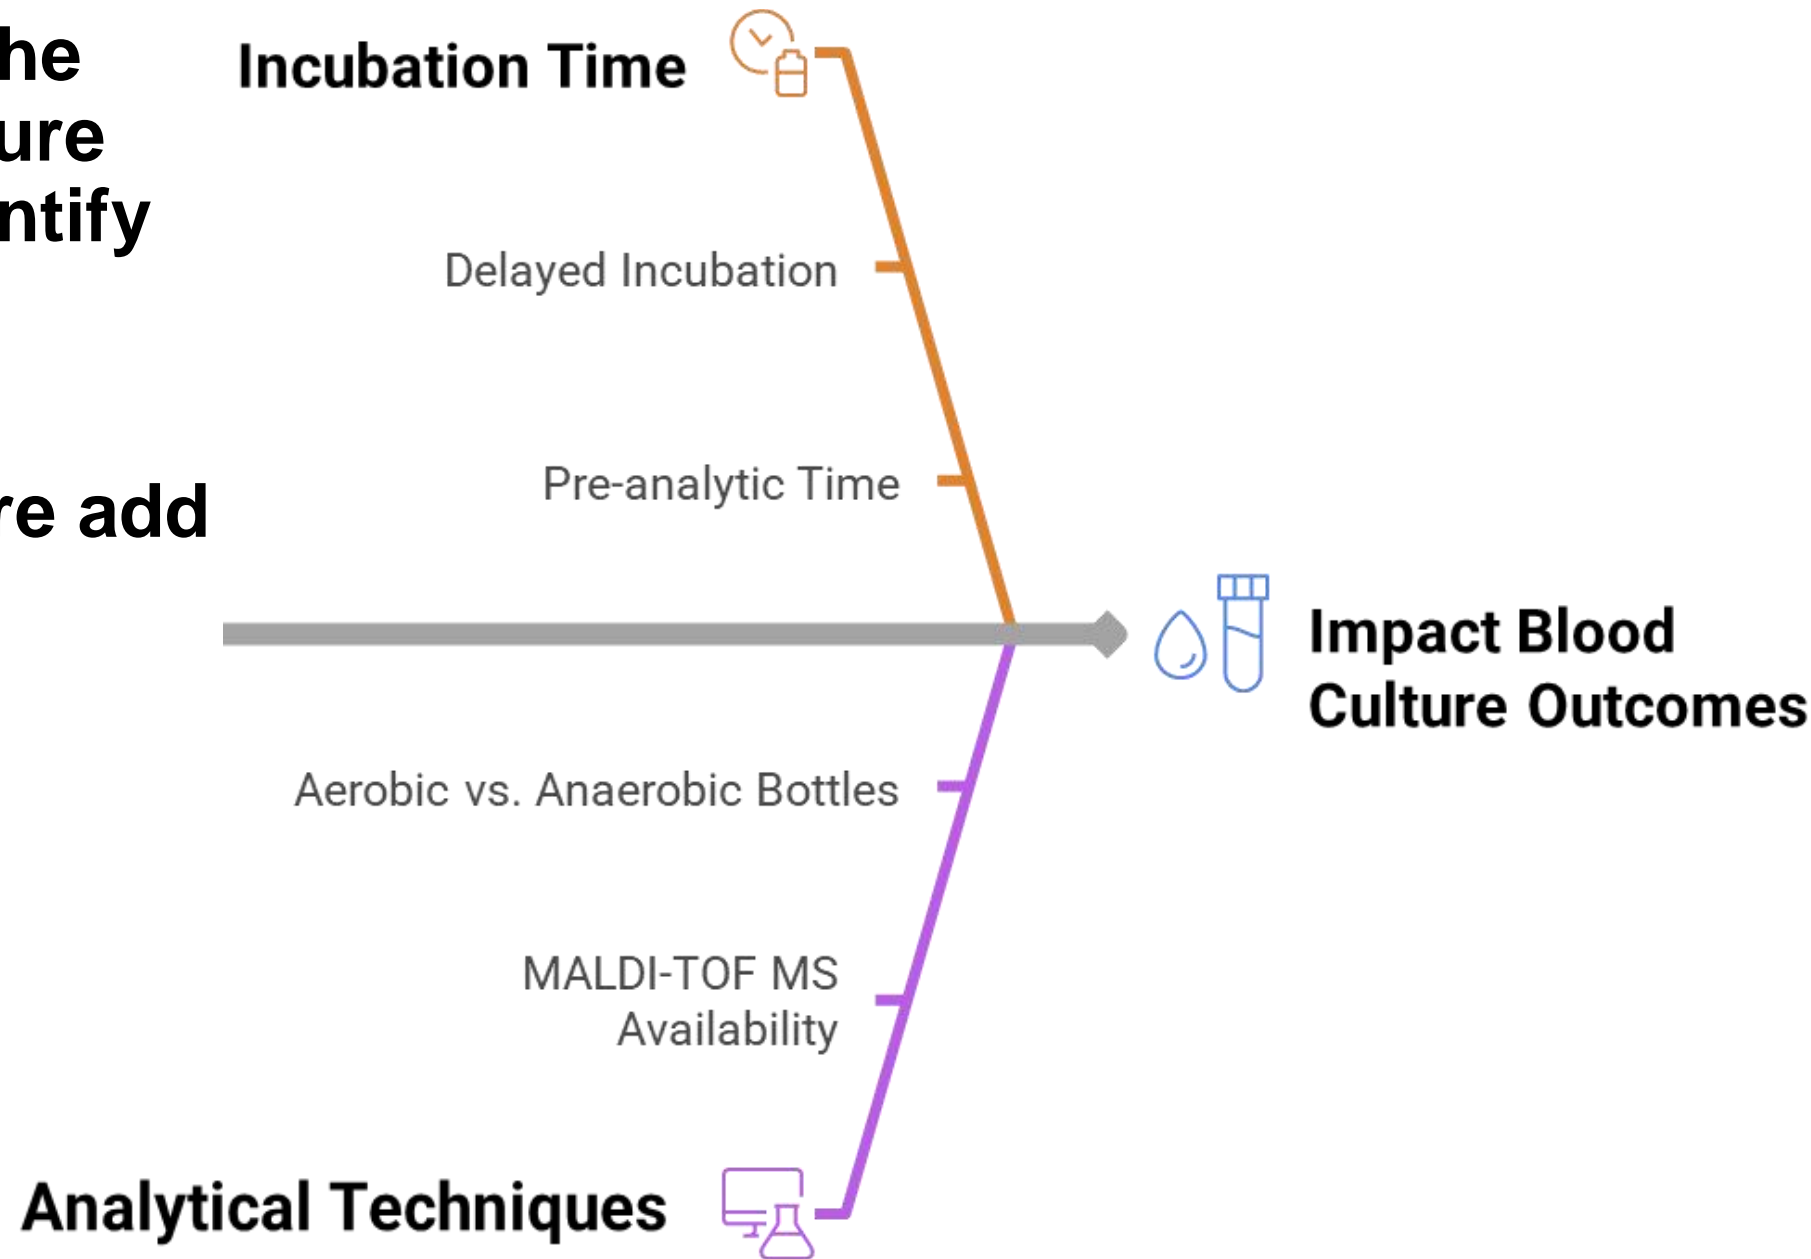 he
ure
ntify
re add
Incubation Time
Delayed Incubation
Pre-analytic Time
Impact Blood
Culture Outcomes
Aerobic vs. Anaerobic Bottles
MALDI-TOF MS
Availability
Analytical Techniques